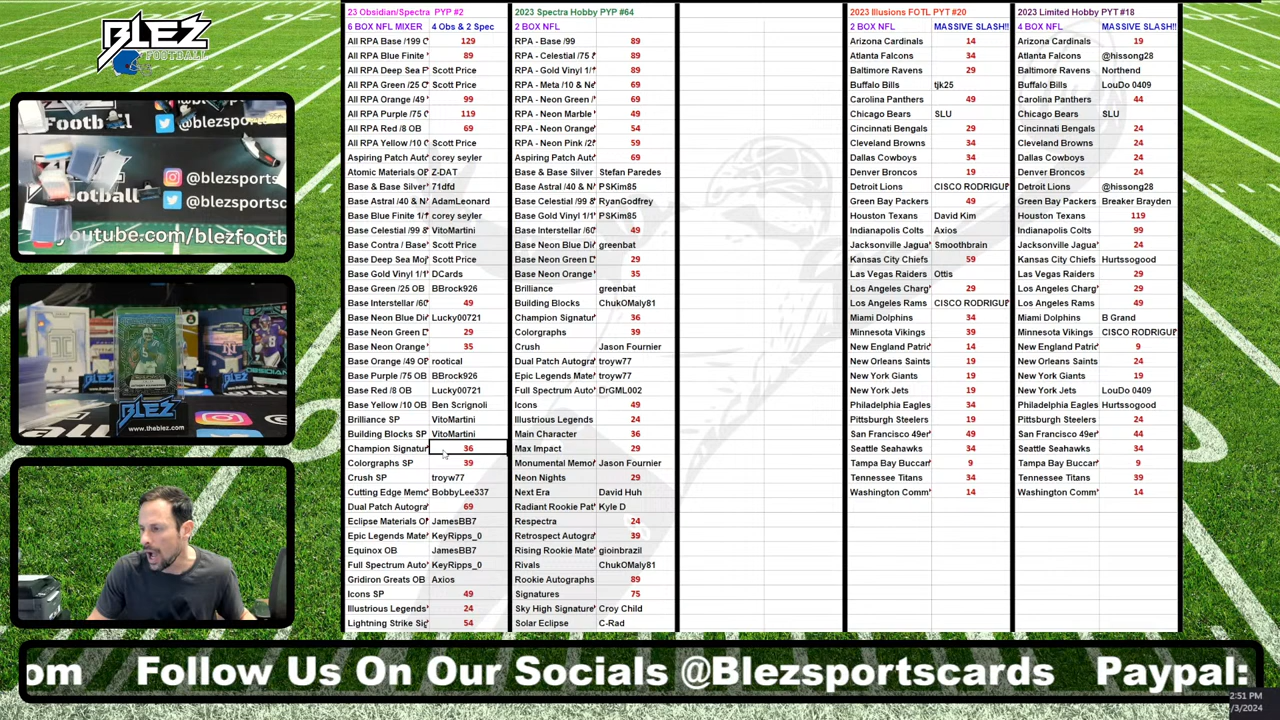 BLEZ
FOOTBALL
Football
@blezsports
@blezsports
ootball
@blezsportsc
youtube.com/blezfootb
BLEZ
www.theblez.com
23 Obsidian/Spectra PYP #2
6 BOX NFL MIXER 4 Obs & 2 Spec
All RPA Base /199 129
All RPA Blue Finite 89
All RPA Deep Sea Scott Price
All RPA Green /25 Scott Price
All RPA Orange /49 99
All RPA Purple /75 119
All RPA Red /8 OB 69
All RPA Yellow /10 Scott Price
Aspiring Patch Aut corey seyler
Atomic Materials OB Z-DAT
Base & Base Silver 71dfd
Base Astral /40 & N AdamLeonard
Base Blue Finite 1/ corey seyler
Base Celestial /99 & VitoMartini
Base Contra / Base Scott Price
Base Deep Sea Moj Scott Price
Base Gold Vinyl 1/1 DCards
Base Green /25 OB BBrock926
Base Interstellar /60 49
Base Neon Blue Di Lucky00721
Base Neon Green D 29
Base Neon Orange 35
Base Orange /49 OB rootical
Base Purple /75 OB BBrock926
Base Red /8 OB Lucky00721
Base Yellow /10 OB Ben Scrignoli
Brilliance SP VitoMartini
Building Blocks SP VitoMartini
Champion Signatur 36
Colorgraphs SP 39
Crush SP troyw77
Cutting Edge Memo BobbyLee337
Dual Patch Autogra 69
Eclipse Materials O JamesBB7
Epic Legends Mate KeyRipps_0
Equinox OB JamesBB7
Full Spectrum Auto KeyRipps_0
Gridiron Greats OB Axios
Icons SP 49
Illustrious Legends 24
Lightning Strike Sig 54
2023 Spectra Hobby PYP #64
2 BOX NFL
RPA - Base /99 89
RPA - Celestial /75 89
RPA - Gold Vinyl 1/ 89
RPA - Meta /10 & Ne 69
RPA - Neon Green / 69
RPA - Neon Marble 49
RPA - Neon Orange 54
RPA - Neon Pink /2 59
Aspiring Patch Aut 69
Base & Base Silver Stefan Paredes
Base Astral /40 & N PSKim85
Base Celestial /99 & RyanGodfrey
Base Gold Vinyl 1/1 PSKim85
Base Interstellar /60 49
Base Neon Blue Di greenbat
Base Neon Green D 29
Base Neon Orange 35
Brilliance greenbat
Building Blocks ChukOMaly81
Champion Signatur 36
Colorgraphs 39
Crush Jason Fournier
Dual Patch Autogra troyw77
Epic Legends Mate troyw77
Full Spectrum Auto DrGML002
Icons 49
Illustrious Legends 24
Main Character 36
Max Impact 29
Monumental Memo Jason Fournier
Neon Nights 29
Next Era David Huh
Radiant Rookie Pat Kyle D
Respectra 24
Retrospect Autogra 39
Rising Rookie Mate gioinbrazil
Rivals ChukOMaly81
Rookie Autographs 89
Signatures 75
Sky High Signature Croy Child
Solar Eclipse C-Rad
2023 Illusions FOTL PYT #20
2 BOX NFL MASSIVE SLASH!!
Arizona Cardinals 14
Atlanta Falcons 34
Baltimore Ravens 29
Buffalo Bills tjk25
Carolina Panthers 49
Chicago Bears SLU
Cincinnati Bengals 29
Cleveland Browns 34
Dallas Cowboys 34
Denver Broncos 19
Detroit Lions CISCO RODRIGU
Green Bay Packers 49
Houston Texans David Kim
Indianapolis Colts Axios
Jacksonville Jagua Smoothbrain
Kansas City Chiefs 59
Las Vegas Raiders Ottis
Los Angeles Charg 29
Los Angeles Rams CISCO RODRIGU
Miami Dolphins 34
Minnesota Vikings 39
New England Patric 14
New Orleans Saints 19
New York Giants 19
New York Jets 19
Philadelphia Eagles 34
Pittsburgh Steelers 19
San Francisco 49er 49
Seattle Seahawks 34
Tampa Bay Buccan 9
Tennessee Titans 34
Washington Comm 14
2023 Limited Hobby PYT #18
4 BOX NFL MASSIVE SLASH!!
Arizona Cardinals 19
Atlanta Falcons @hissong28
Baltimore Ravens Northend
Buffalo Bills LouDo 0409
Carolina Panthers 44
Chicago Bears SLU
Cincinnati Bengals 24
Cleveland Browns 24
Dallas Cowboys 24
Denver Broncos 24
Detroit Lions @hissong28
Green Bay Packers Breaker Brayden
Houston Texans 119
Indianapolis Colts 99
Jacksonville Jagua 24
Kansas City Chiefs Hurtssogood
Las Vegas Raiders 29
Los Angeles Charg 29
Los Angeles Rams 49
Miami Dolphins B Grand
Minnesota Vikings CISCO RODRIGU
New England Patric 9
New Orleans Saints 24
New York Giants 24
New York Jets LouDo 0409
Philadelphia Eagles Hurtssogood
Pittsburgh Steelers 24
San Francisco 49er 44
Seattle Seahawks 34
Tampa Bay Buccan 9
Tennessee Titans 39
Washington Comm 14
om Follow Us On Our Socials @Blezsportscards Paypal:
2:51 PM
/3/2024